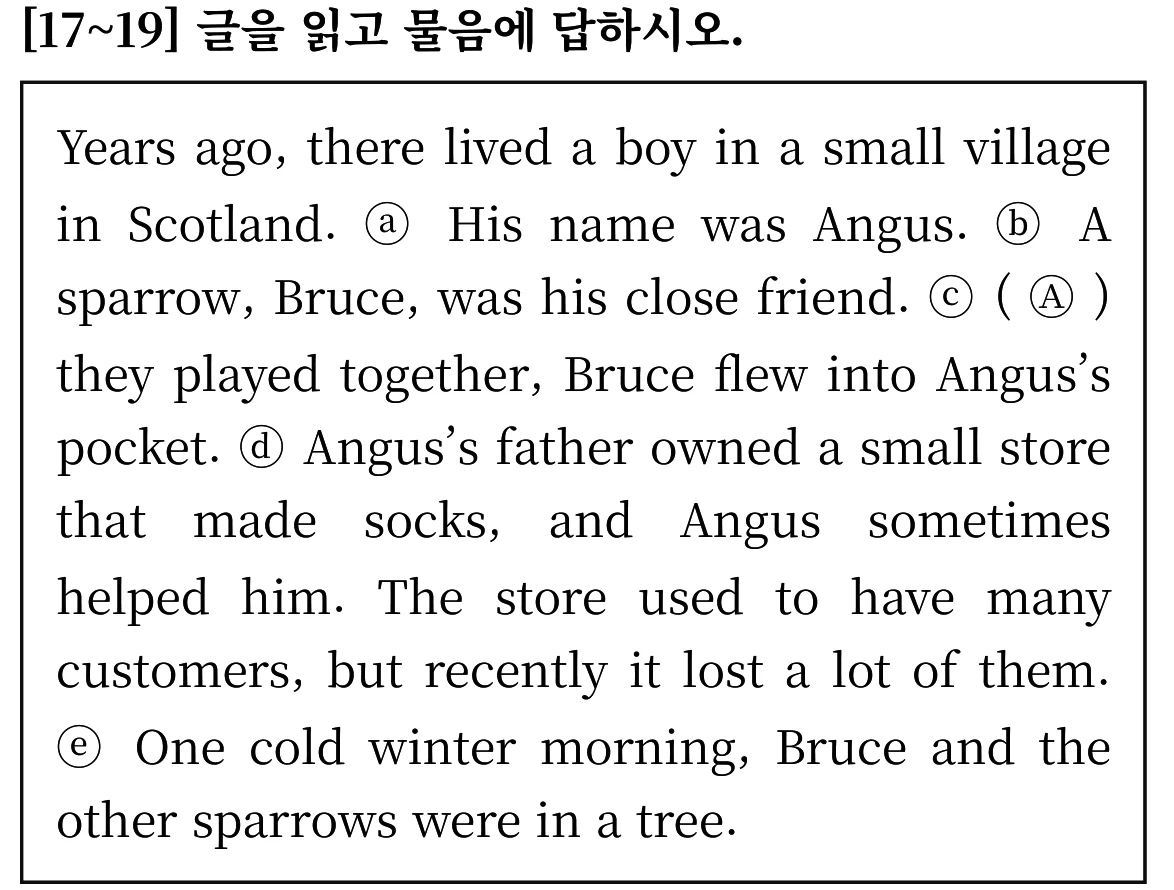 [17~19] 글을 읽고 물음에 답하시오.
Years ago, there lived a boy in a small village
in Scotland. ⓐ His name was Angus. ⓑ A
sparrow, Bruce, was his close friend. ⓒ ( Ⓐ )
they played together, Bruce flew into Angus’s
pocket. ⓓ Angus’s father owned a small store
that made socks, and Angus sometimes
helped him. The store used to have many
customers, but recently it lost a lot of them.
ⓔ One cold winter morning, Bruce and the
other sparrows were in a tree.